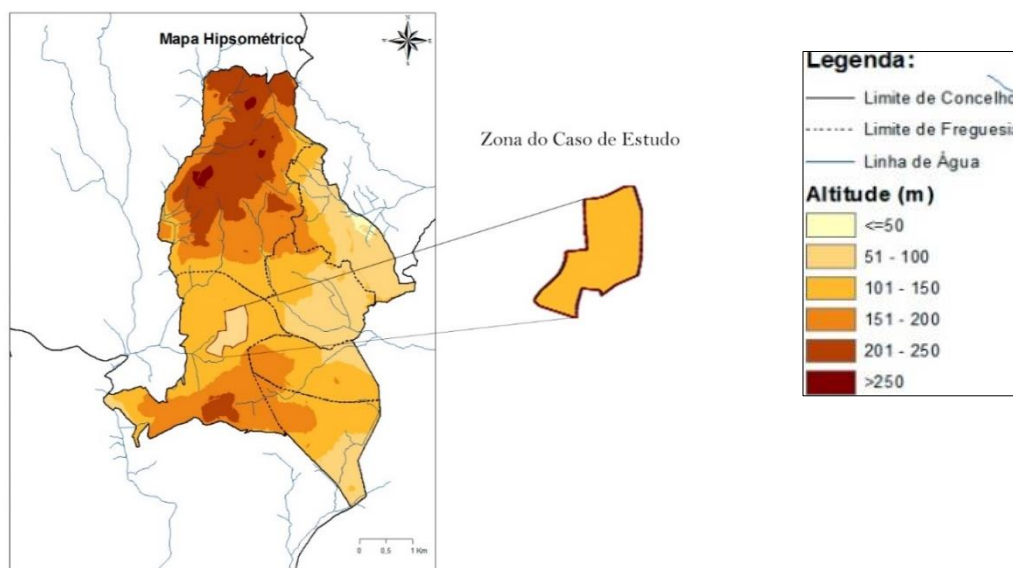 Mapa Hipsométrico
Zona do Caso de Estudo
0 0,5 1 Km
Legenda:
Limite de Concelho
Limite de Freguesia
Linha de Água
Altitude (m)
<=50
51 - 100
101 - 150
151 - 200
201 - 250
>250